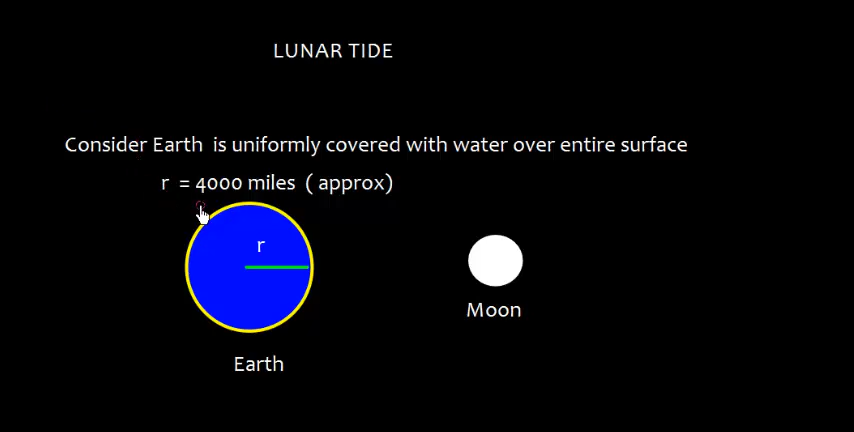 LUNAR TIDE
Consider Earth is uniformly covered with water over entire surface
r = 4000 miles ( approx)
r
Moon
Earth